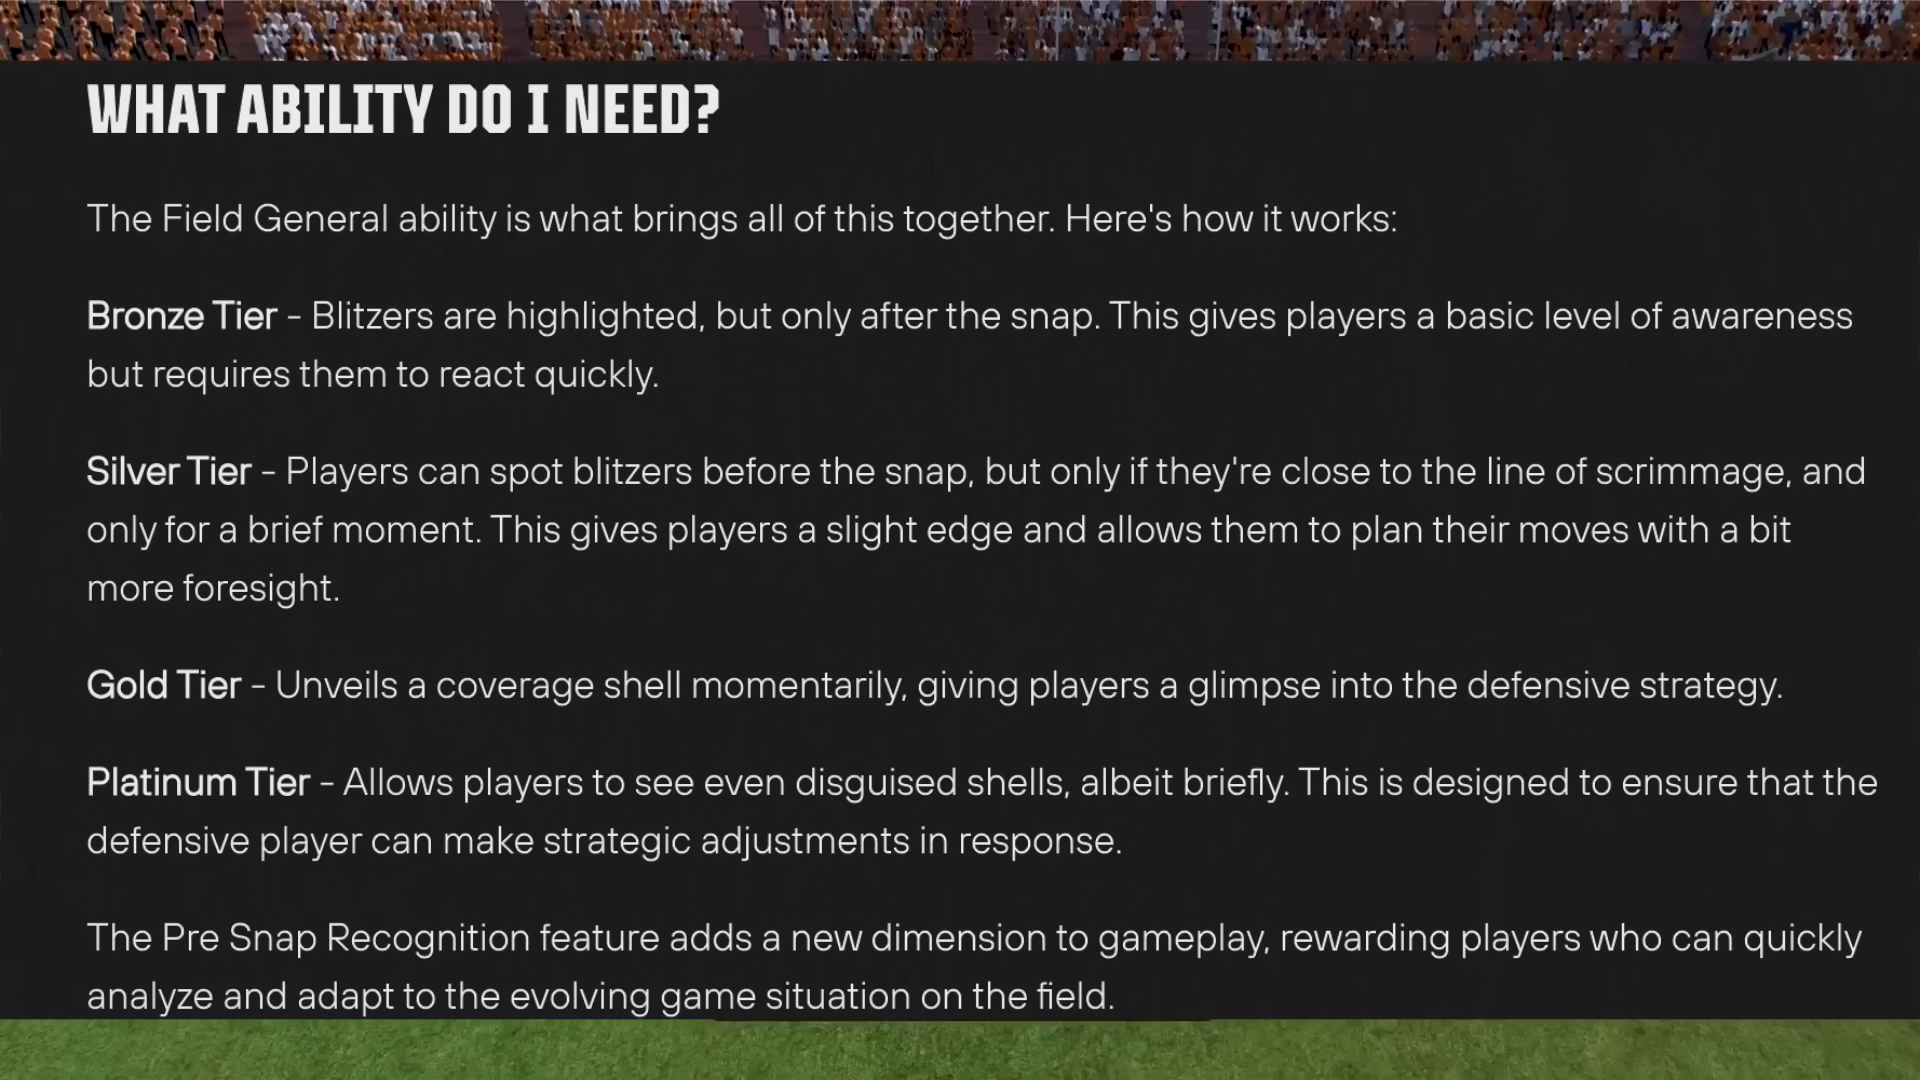 WHAT ABILITY DO I NEED?
The Field General ability is what brings all of this together. Here's how it works:
Bronze Tier - Blitzers are highlighted, but only after the snap. This gives players a basic level of awareness
but requires them to react quickly.
Silver Tier - Players can spot blitzers before the snap, but only if they're close to the line of scrimmage, and
only for a brief moment. This gives players a slight edge and allows them to plan their moves with a bit
more foresight.
Gold Tier - Unveils a coverage shell momentarily, giving players a glimpse into the defensive strategy.
Platinum Tier - Allows players to see even disguised shells, albeit briefly. This is designed to ensure that the
defensive player can make strategic adjustments in response.
The Pre Snap Recognition feature adds a new dimension to gameplay, rewarding players who can quickly
analyze and adapt to the evolving game situation on the field.